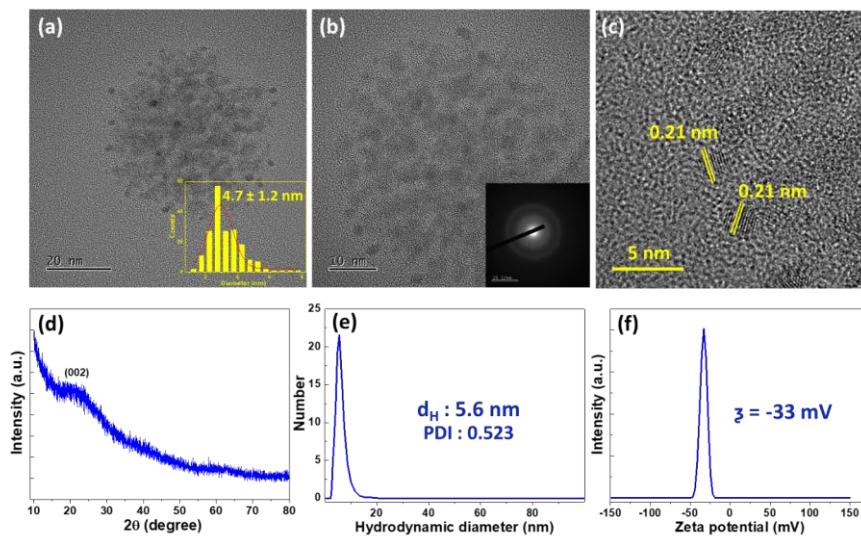 (a)
4.7 ± 1.2 nm
Counts
Diameter (nm)
20 nm
(b)
10 nm
(c)
0.21 nm
0.21 nm
5 nm
(d)
(002)
Intensity (a.u.)
10 20 30 40 50 60 70 80
2θ (degree)
(e)
25
20
15
10
5
0
Number
d_H : 5.6 nm
PDI : 0.523
20 40 60 80
Hydrodynamic diameter (nm)
(f)
ʒ = -33 mV
Intensity (a.u.)
-150 -100 -50 0 50 100 150
Zeta potential (mV)